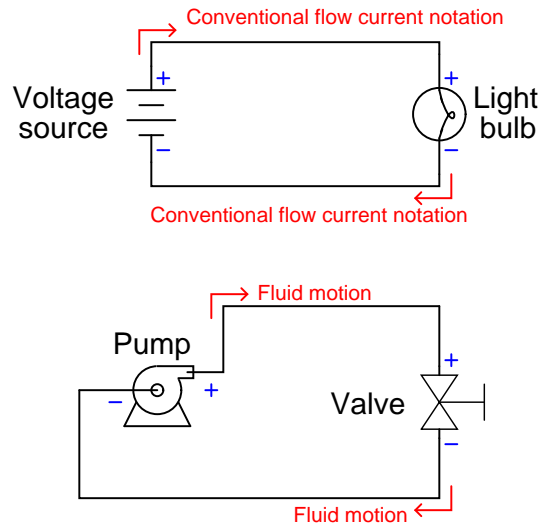 Conventional flow current notation
+ +
Voltage
source
Light
bulb
− −
Conventional flow current notation
Fluid motion
Pump
+
− +
Valve
−
Fluid motion